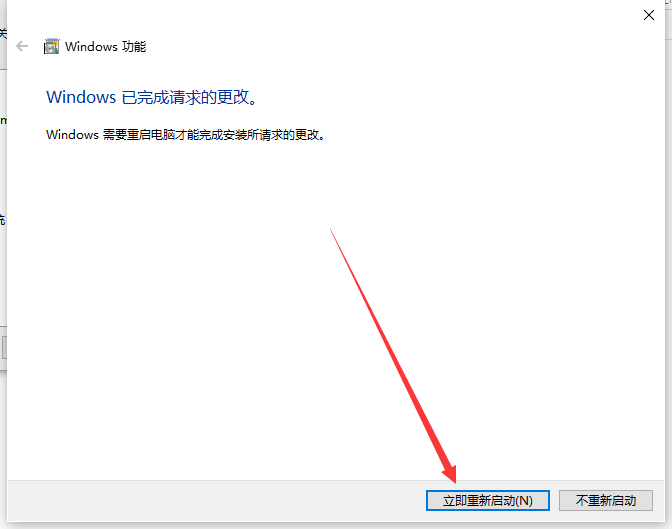 关
Windows 功能
Windows 已完成请求的更改。
m
Windows 需要重启电脑才能完成安装所请求的更改。
立即重新启动(N)
不重新启动